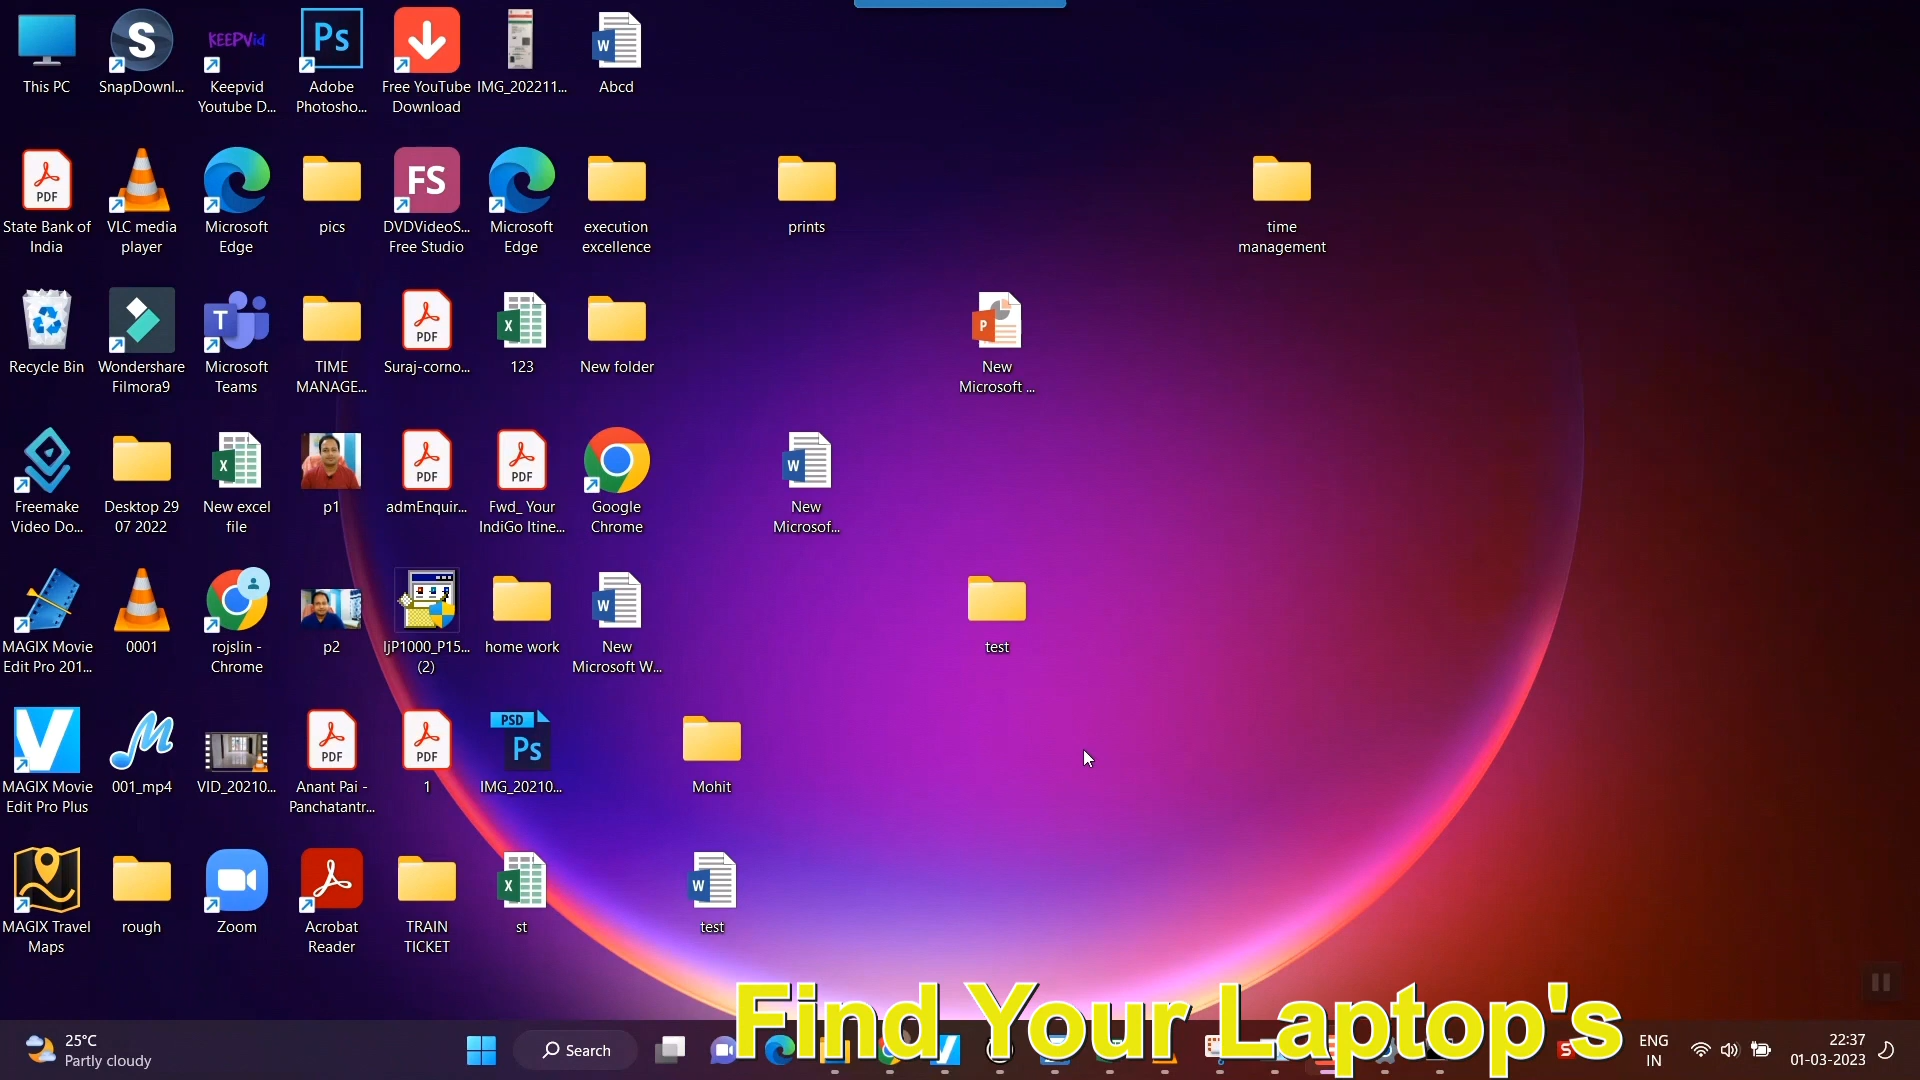 This PC
SnapDownl...
Keepvid
Youtube D...
Adobe
Photosho...
Free YouTube
Download
IMG_202211...
Abcd
State Bank of
India
VLC media
player
Microsoft
Edge
pics
DVDVideoS...
Free Studio
Microsoft
Edge
execution
excellence
prints
time
management
Recycle Bin
Wondershare
Filmora9
Microsoft
Teams
TIME
MANAGE...
Suraj-corno...
123
New folder
New
Microsoft ...
Freemake
Video Do...
Desktop 29
07 2022
New excel
file
p1
admEnquir...
Fwd_ Your
IndiGo Itine...
Google
Chrome
New
Microsof...
MAGIX Movie
Edit Pro 201...
0001
rojslin -
Chrome
p2
ljP1000_P15...
(2)
home work
New
Microsoft W...
test
MAGIX Movie
Edit Pro Plus
001_mp4
VID_20210...
Anant Pai -
Panchatantr...
1
IMG_20210...
Mohit
MAGIX Travel
Maps
rough
Zoom
Acrobat
Reader
TRAIN
TICKET
st
test
Find Your Laptop's
25°C
Partly cloudy
Search
ENG
IN
22:37
01-03-2023